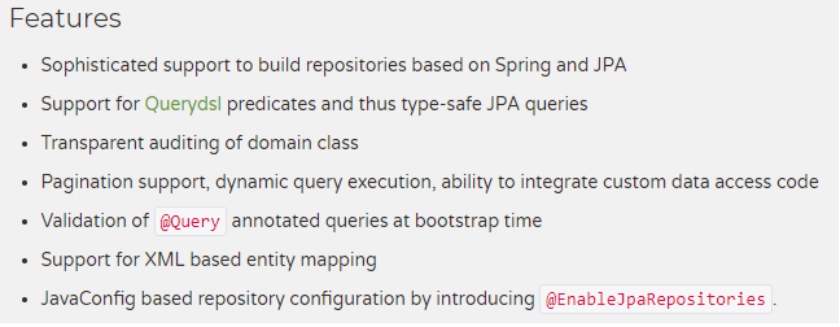 Features
• Sophisticated support to build repositories based on Spring and JPA
• Support for Querydsl predicates and thus type-safe JPA queries
• Transparent auditing of domain class
• Pagination support, dynamic query execution, ability to integrate custom data access code
• Validation of @Query annotated queries at bootstrap time
• Support for XML based entity mapping
• JavaConfig based repository configuration by introducing @EnableJpaRepositories.